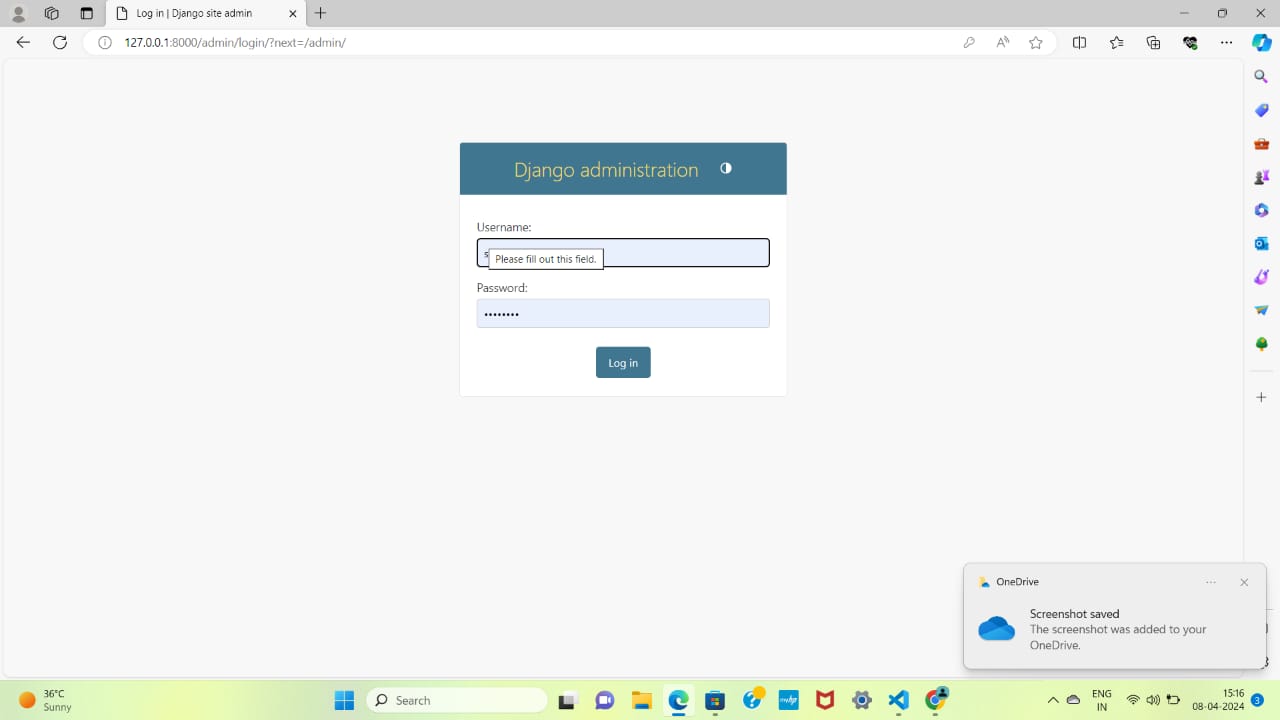 Log in | Django site admin
127.0.0.1:8000/admin/login/?next=/admin/
Django administration
Username:
s
Please fill out this field.
Password:
Log in
OneDrive
Screenshot saved
The screenshot was added to your
OneDrive.
36°C
Sunny
Search
ENG
IN
15:16
08-04-2024
3